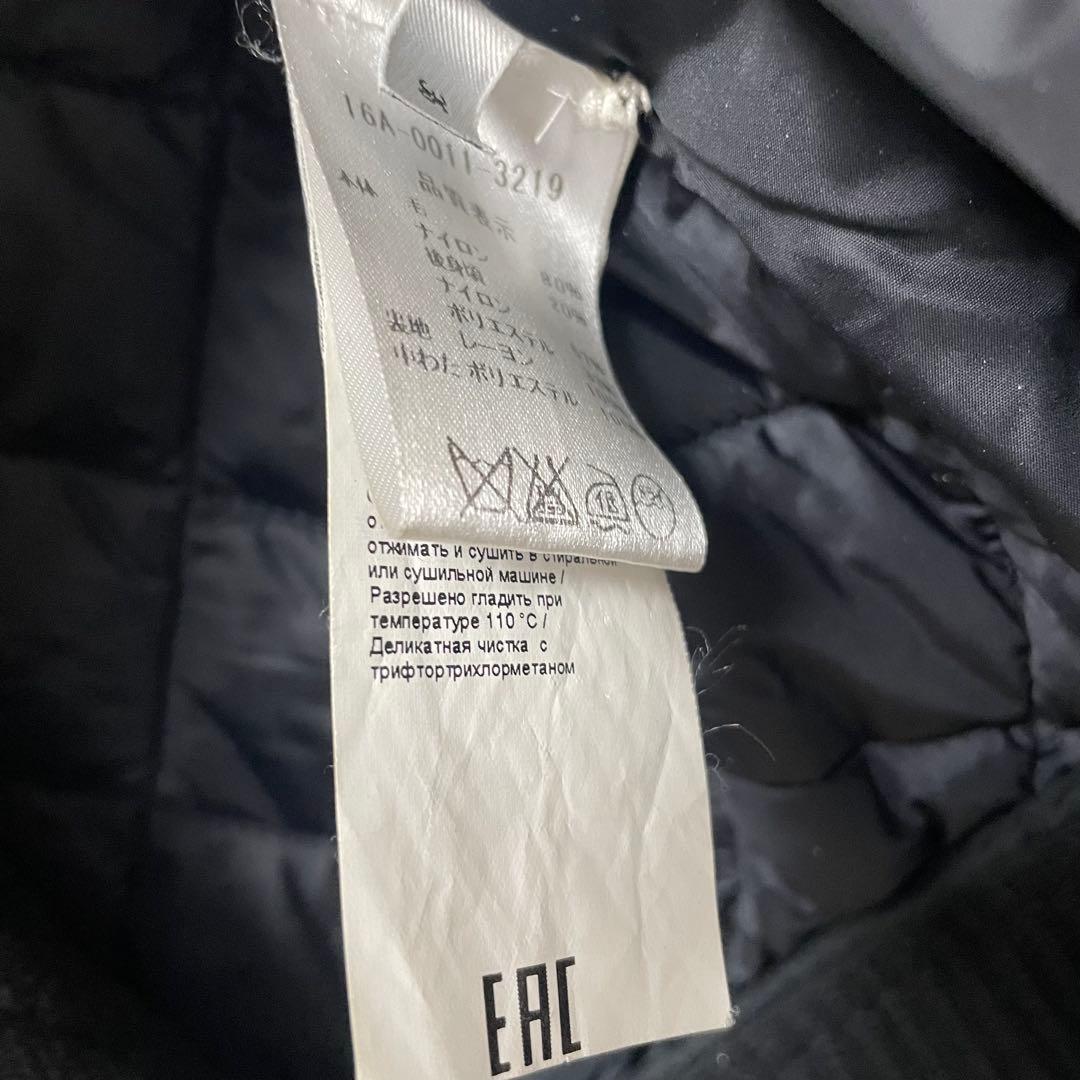 16A-0011-3219
品質表示
本体 毛 80%
ナイロン 20%
後身頃
ナイロン
ポリエステル
裏地 レーヨン
中わた ポリエステル
отжимать и сушить в стиральной
или сушильной машине /
Разрешено гладить при
температуре 110 °C /
Деликатная чистка с
трифтортрихлорметаном
EAC